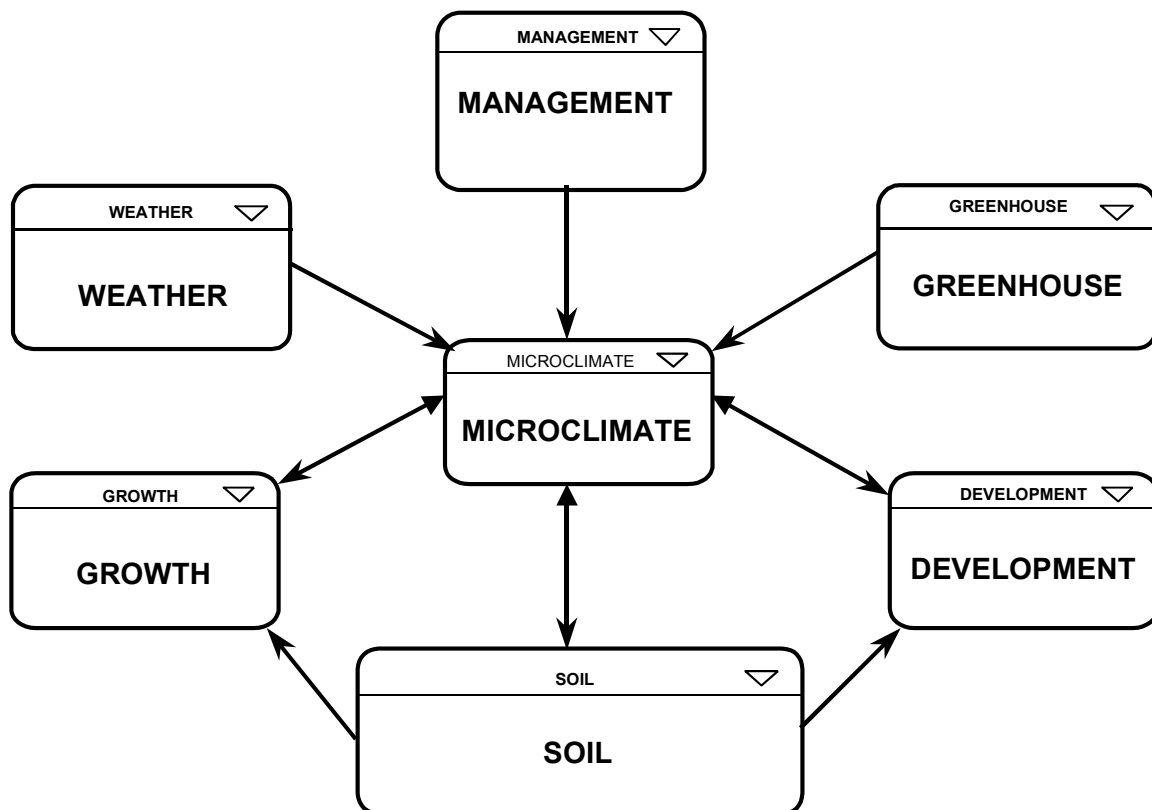 MANAGEMENT
MANAGEMENT
WEATHER
WEATHER
GREENHOUSE
GREENHOUSE
MICROCLIMATE
MICROCLIMATE
GROWTH
GROWTH
DEVELOPMENT
DEVELOPMENT
SOIL
SOIL